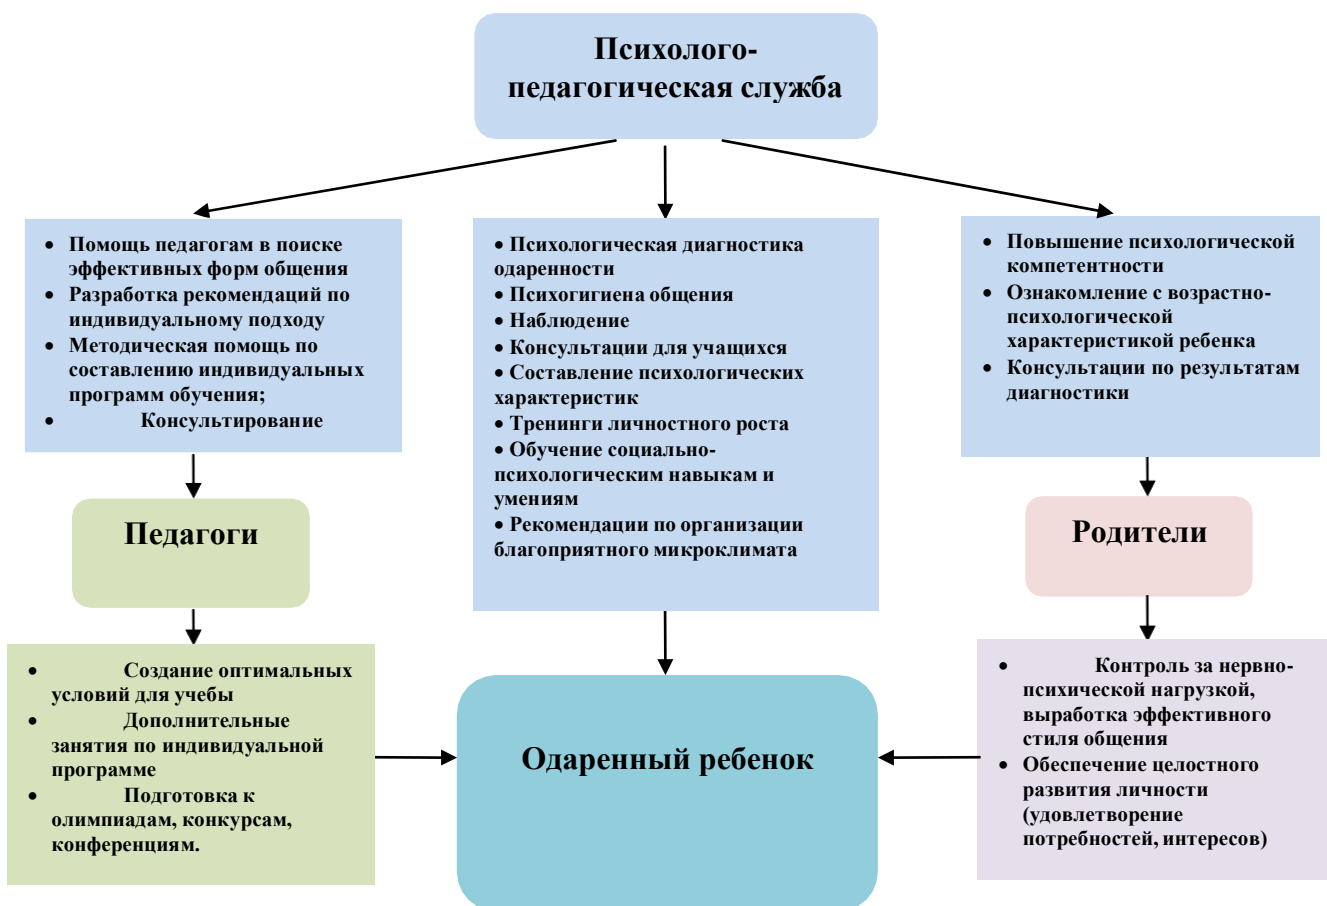 Психолого-
педагогическая служба
• Помощь педагогам в поиске
эффективных форм общения
• Разработка рекомендаций по
индивидуальному подходу
• Методическая помощь по
составлению индивидуальных
программ обучения;
• Консультирование
• Психологическая диагностика
одаренности
• Психогигиена общения
• Наблюдение
• Консультации для учащихся
• Составление психологических
характеристик
• Тренинги личностного роста
• Обучение социально-
психологическим навыкам и
умениям
• Рекомендации по организации
благоприятного микроклимата
• Повышение психологической
компетентности
• Ознакомление с возрастно-
психологической
характеристикой ребенка
• Консультации по результатам
диагностики
Педагоги
Родители
• Создание оптимальных
условий для учебы
• Дополнительные
занятия по индивидуальной
программе
• Подготовка к
олимпиадам, конкурсам,
конференциям.
Одаренный ребенок
• Контроль за нервно-
психической нагрузкой,
выработка эффективного
стиля общения
• Обеспечение целостного
развития личности
(удовлетворение
потребностей, интересов)